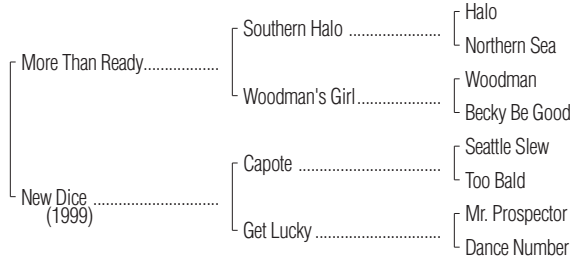 Halo
Southern Halo ....................
Northern Sea
More Than Ready..................
Woodman
Woodman's Girl..................
Becky Be Good
Seattle Slew
Capote ............................
Too Bald
New Dice ........................
(1999)
Mr. Prospector
Get Lucky ........................
Dance Number